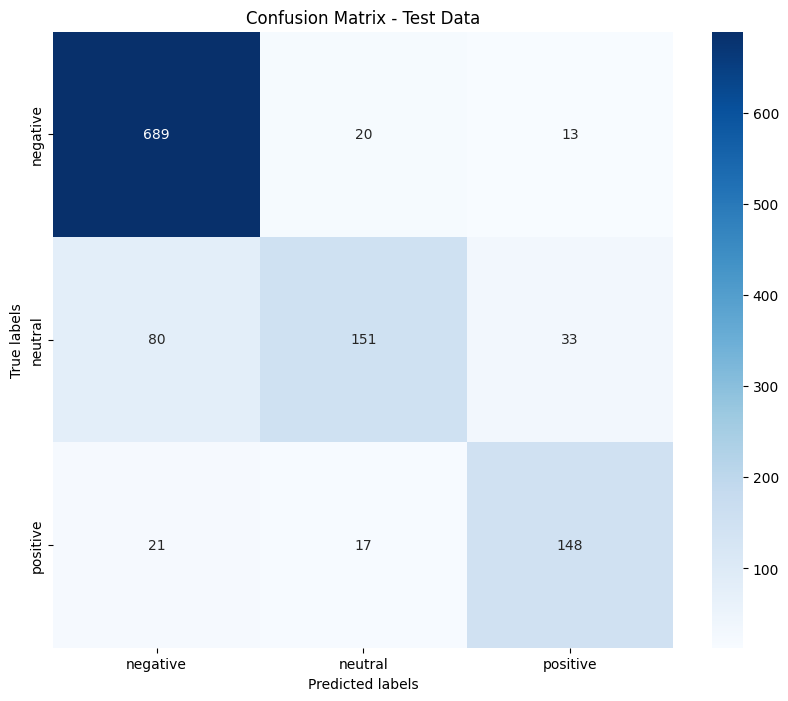 Confusion Matrix - Test Data
negative
689
20
13
600
500
True labels
neutral
80
151
33
400
300
200
positive
21
17
148
100
negative
neutral
positive
Predicted labels